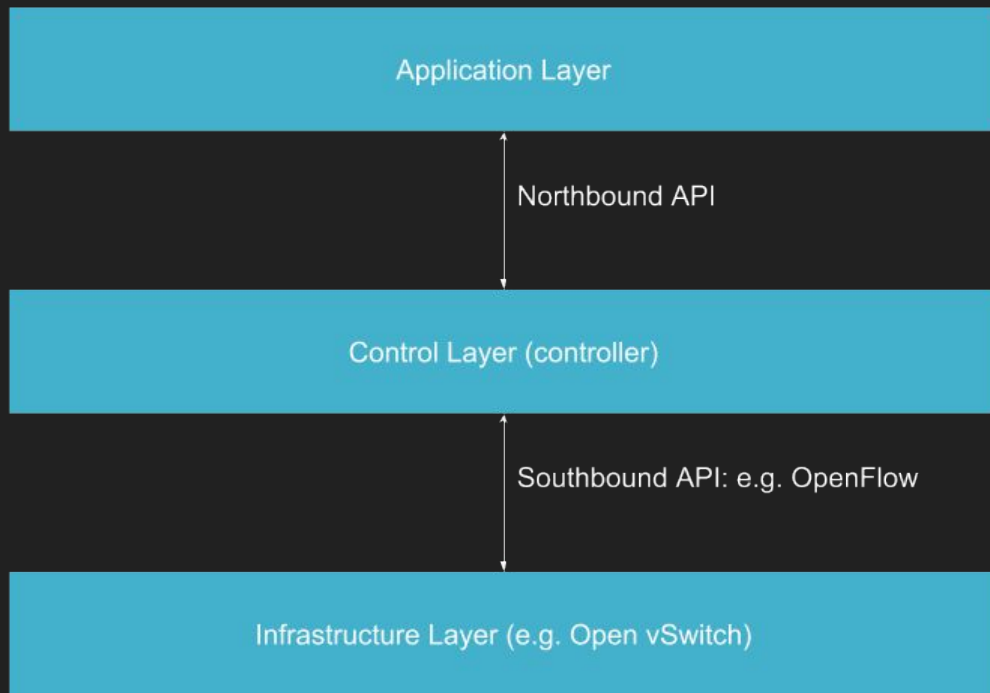 Application Layer
Northbound API
Control Layer (controller)
Southbound API: e.g. OpenFlow
Infrastructure Layer (e.g. Open vSwitch)